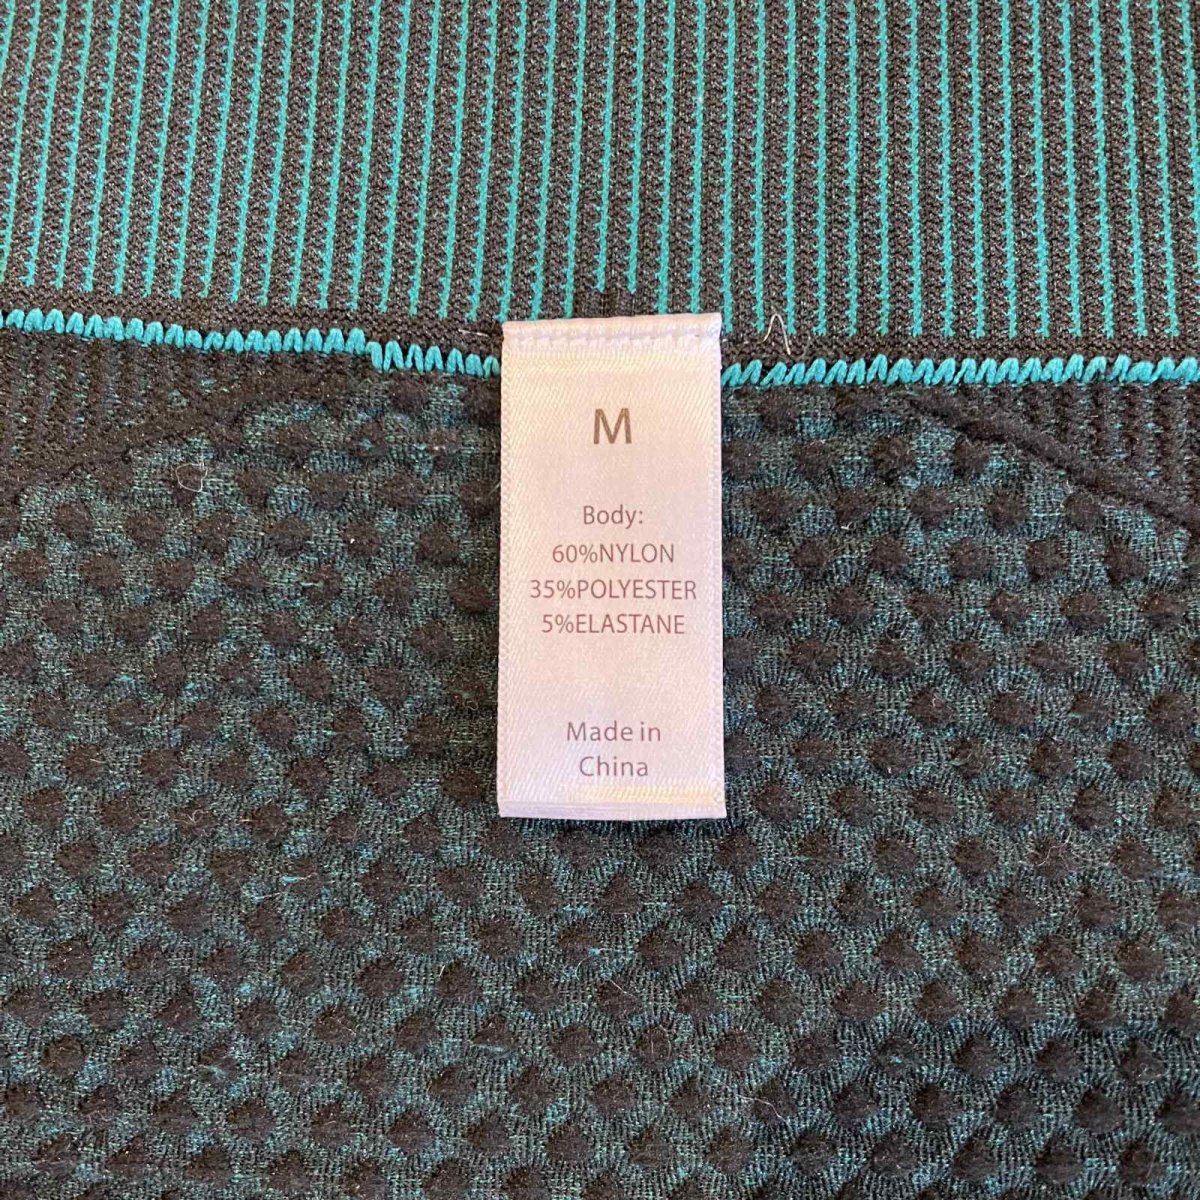 M
Body:
60%NYLON
35%POLYESTER
5%ELASTANE
Made in
China